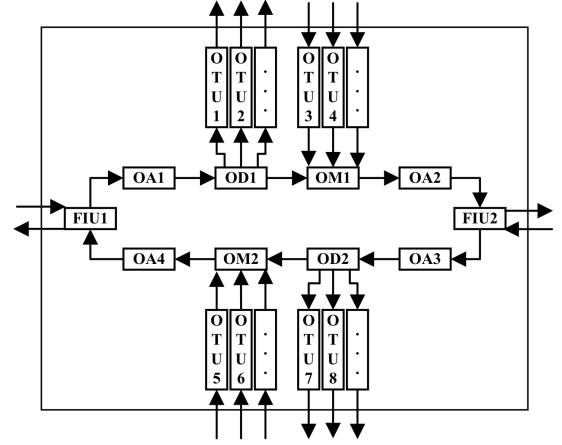 OTU1
OTU2
...
OTU3
OTU4
...
OA1
OD1
OM1
OA2
FIU1
FIU2
OA4
OM2
OD2
OA3
OTU5
OTU6
...
OTU7
OTU8
...